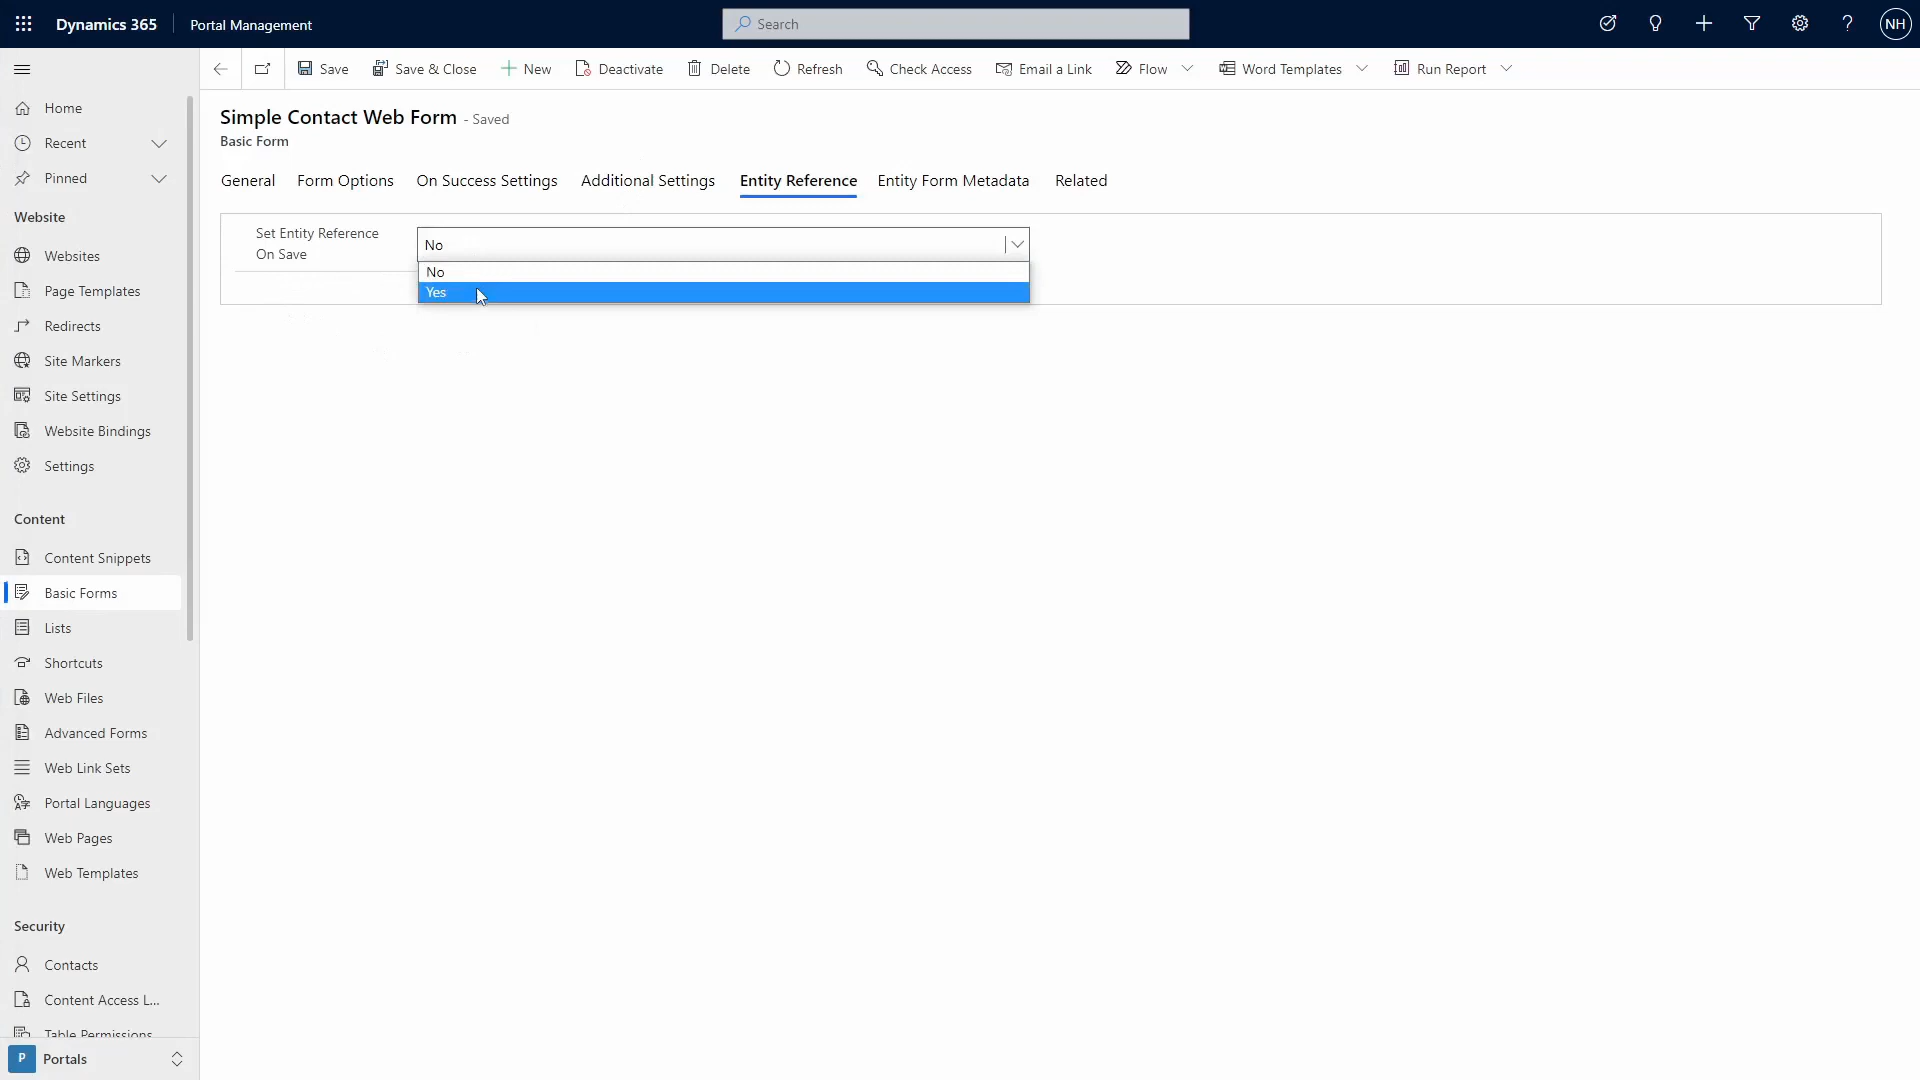 Dynamics 365
Portal Management
Search
NH
Save
Save & Close
New
Deactivate
Delete
Refresh
Check Access
Email a Link
Flow
Word Templates
Run Report
Home
Recent
Pinned
Website
Websites
Page Templates
Redirects
Site Markers
Site Settings
Website Bindings
Settings
Content
Content Snippets
Basic Forms
Lists
Shortcuts
Web Files
Advanced Forms
Web Link Sets
Portal Languages
Web Pages
Web Templates
Security
Contacts
Content Access L...
Table Permissions
P
Portals
Simple Contact Web Form - Saved
Basic Form
General
Form Options
On Success Settings
Additional Settings
Entity Reference
Entity Form Metadata
Related
Set Entity Reference
On Save
No
No
Yes